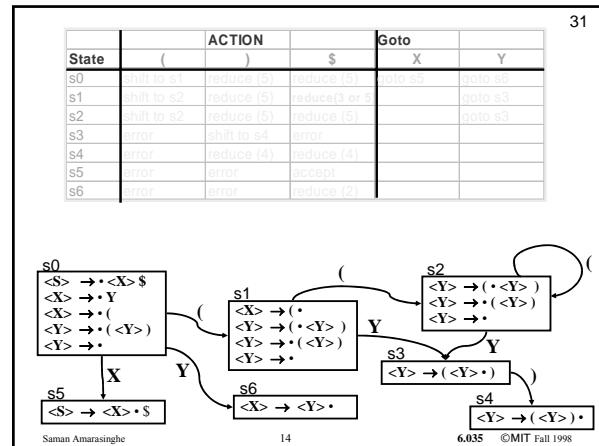 31
ACTION Goto
State ( ) $ X Y
s0 shift to s1 reduce (5) reduce (5) goto s5 goto s6
s1 shift to s2 reduce (5) reduce(3 or 5) goto s3
s2 shift to s2 reduce (5) reduce (5) goto s3
s3 error shift to s4 error
s4 error reduce (4) reduce (4)
s5 error error accept
s6 error error reduce (2)
s0
<S> → • <X> $
<X> → • Y
<X> → • (
<Y> → • ( <Y> )
<Y> → •
(
s1
<X> → ( •
<Y> → ( • <Y> )
<Y> → • ( <Y> )
<Y> → •
(
s2
<Y> → ( • <Y> )
<Y> → • ( <Y> )
<Y> → •
(
Y
Y
s3
<Y> → ( <Y> • )
)
s4
<Y> → ( <Y> ) •
X
Y
s5
<S> → <X> • $
s6
<X> → <Y> •
Saman Amarasinghe 14 6.035 ©MIT Fall 1998